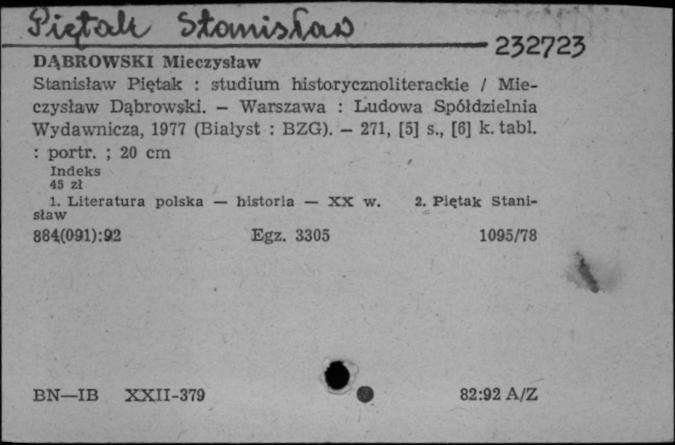 Piętak Stanisław
232723
DĄBROWSKI Mieczysław
Stanisław Piętak : studium historycznoliterackie / Mie-
czysław Dąbrowski. — Warszawa : Ludowa Spółdzielnia
Wydawnicza, 1977 (Białyst : BZG). — 271, [5] s., [6] k. tabl.
: portr. ; 20 cm
Indeks
45 zł
1. Literatura polska — historia — XX w. 2. Piętak Stani-
sław
884(091):92 Egz. 3305 1095/78
BN—IB XXII-379 82:92 A/Z